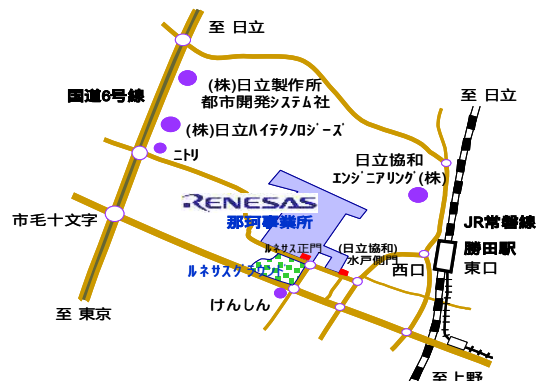 至 日立
国道6号線
(株)日立製作所
都市開発ｼｽﾃﾑ社
至 日立
(株)日立ﾊｲﾃｸﾉﾛｼﾞｰｽﾞ
ﾆﾄﾘ
日立協和
ｴﾝｼﾞﾆｱﾘﾝｸﾞ(株)
RENESAS
那珂事業所
市毛十文字
JR常磐線
勝田駅
東口
ﾙﾈｻｽ正門
(日立協和)
水戸側門
西口
ﾙﾈｻｽｸﾞﾗｳﾝﾄﾞ
けんしん
至 東京
至上野